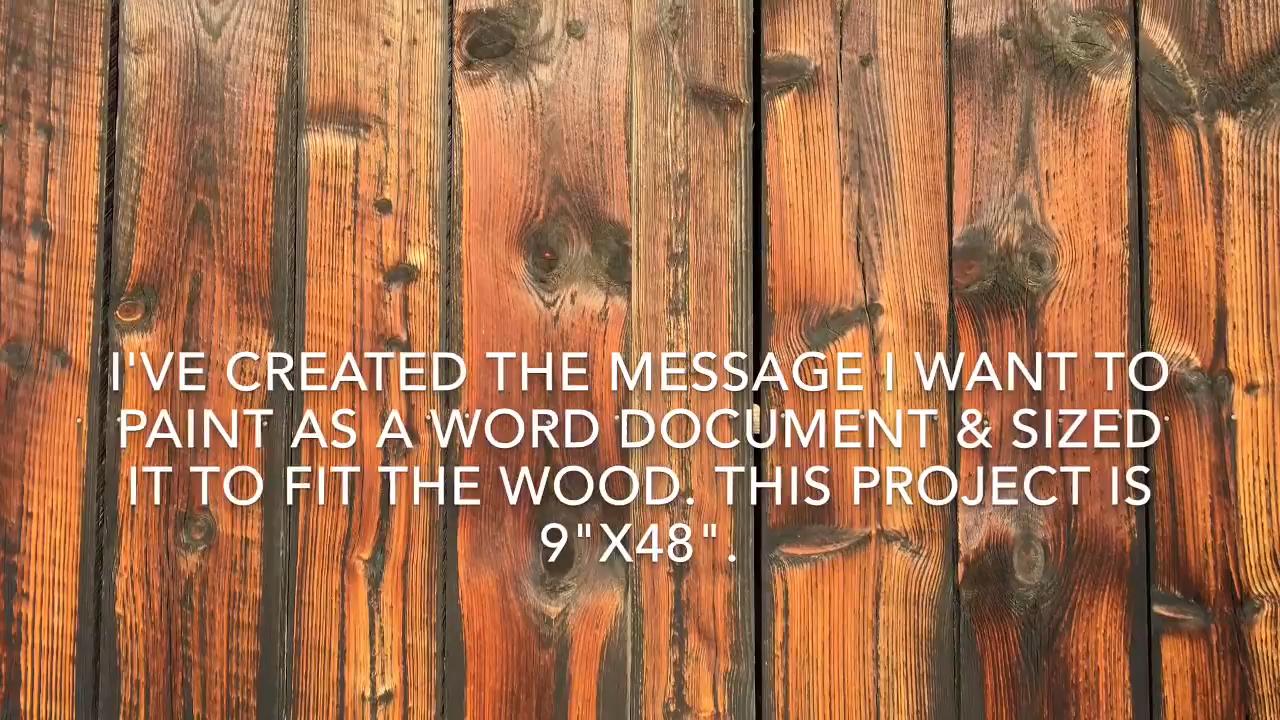 I'VE CREATED THE MESSAGE I WANT TO
PAINT AS A WORD DOCUMENT & SIZED
IT TO FIT THE WOOD. THIS PROJECT IS
9"X48".